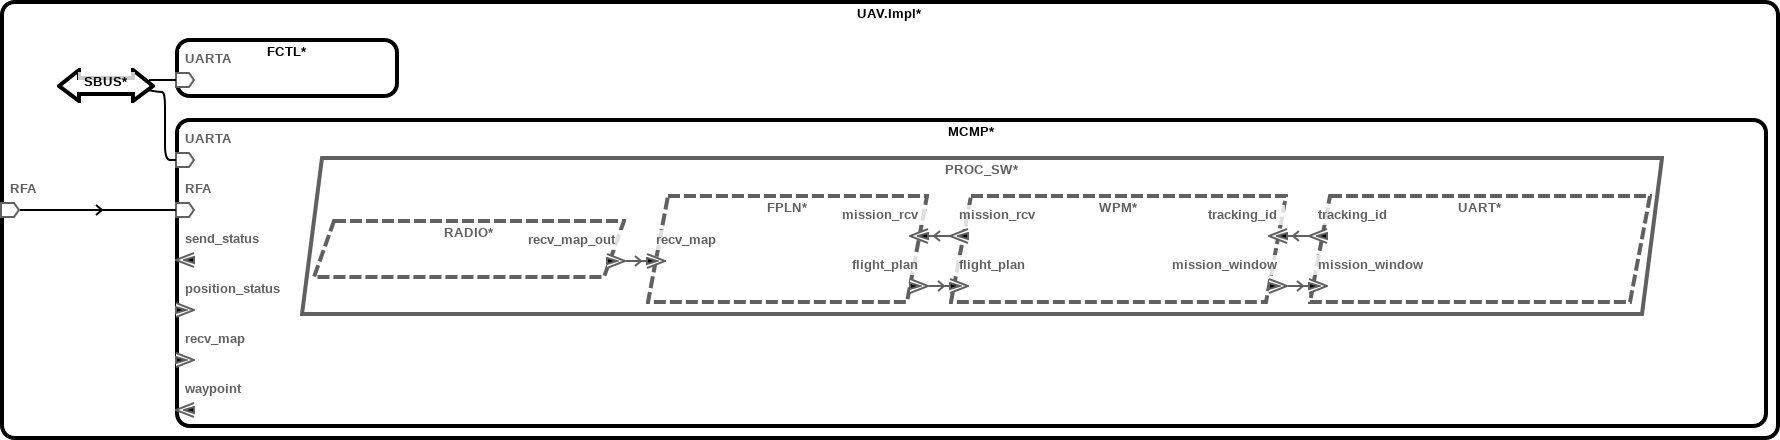 UAV.Impl*
FCTL*
UARTA
SBUS*
MCMP*
UARTA
PROC_SW*
RFA
RFA
FPLN*
mission_rcv
mission_rcv
WPM*
tracking_id
tracking_id
UART*
RADIO*
recv_map_out
recv_map
send_status
flight_plan
flight_plan
mission_window
mission_window
position_status
recv_map
waypoint